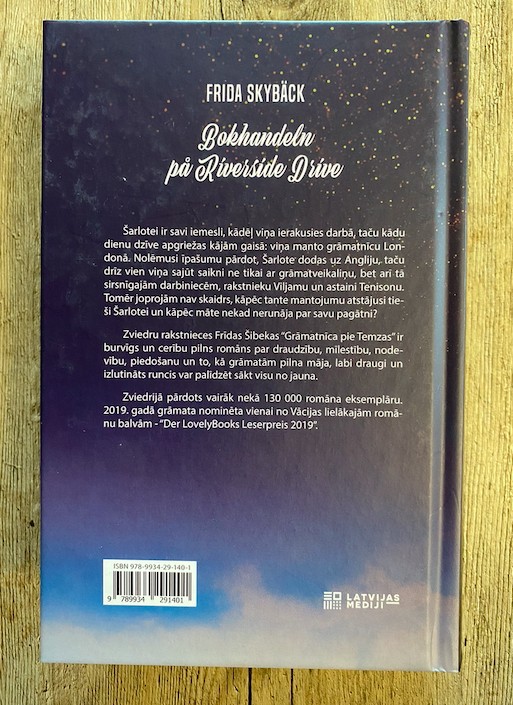 FRIDA SKYBÄCK
Bokhandeln
på Riverside Drive
Šarlotei ir savi iemesli, kādēļ viņa ierakusies darbā, taču kādu
dienu dzīve apgriežas kājām gaisā: viņa manto grāmatnīcu Lon-
donā. Nolēmusi īpašumu pārdot, Šarlote dodas uz Angliju, taču
drīz vien viņa sajūt saikni ne tikai ar grāmatveikaliņu, bet arī tā
sirsnīgajām darbiniecēm, rakstnieku Viljamu un astaini Tenisonu.
Tomēr joprojām nav skaidrs, kāpēc tante mantojumu atstājusi tie-
ši Šarlotei un kāpēc māte nekad nerunāja par savu pagātni?
Zviedru rakstnieces Frīdas Šībekas "Grāmatnīca pie Temzas" ir
burvīgs un cerību pilns romāns par draudzību, mīlestību, node-
vību, piedošanu un to, kā grāmatām pilna māja, labi draugi un
izlutināts runcis var palīdzēt sākt visu no jauna.
Zviedrijā pārdots vairāk nekā 130 000 romāna eksemplāru.
2019. gadā grāmata nominēta vienai no Vācijas lielākajām romā-
nu balvām - "Der LovelyBooks Leserpreis 2019".
ISBN 978-9934-29-140-1
9 789934 291401
LATVIJAS
MEDIJI